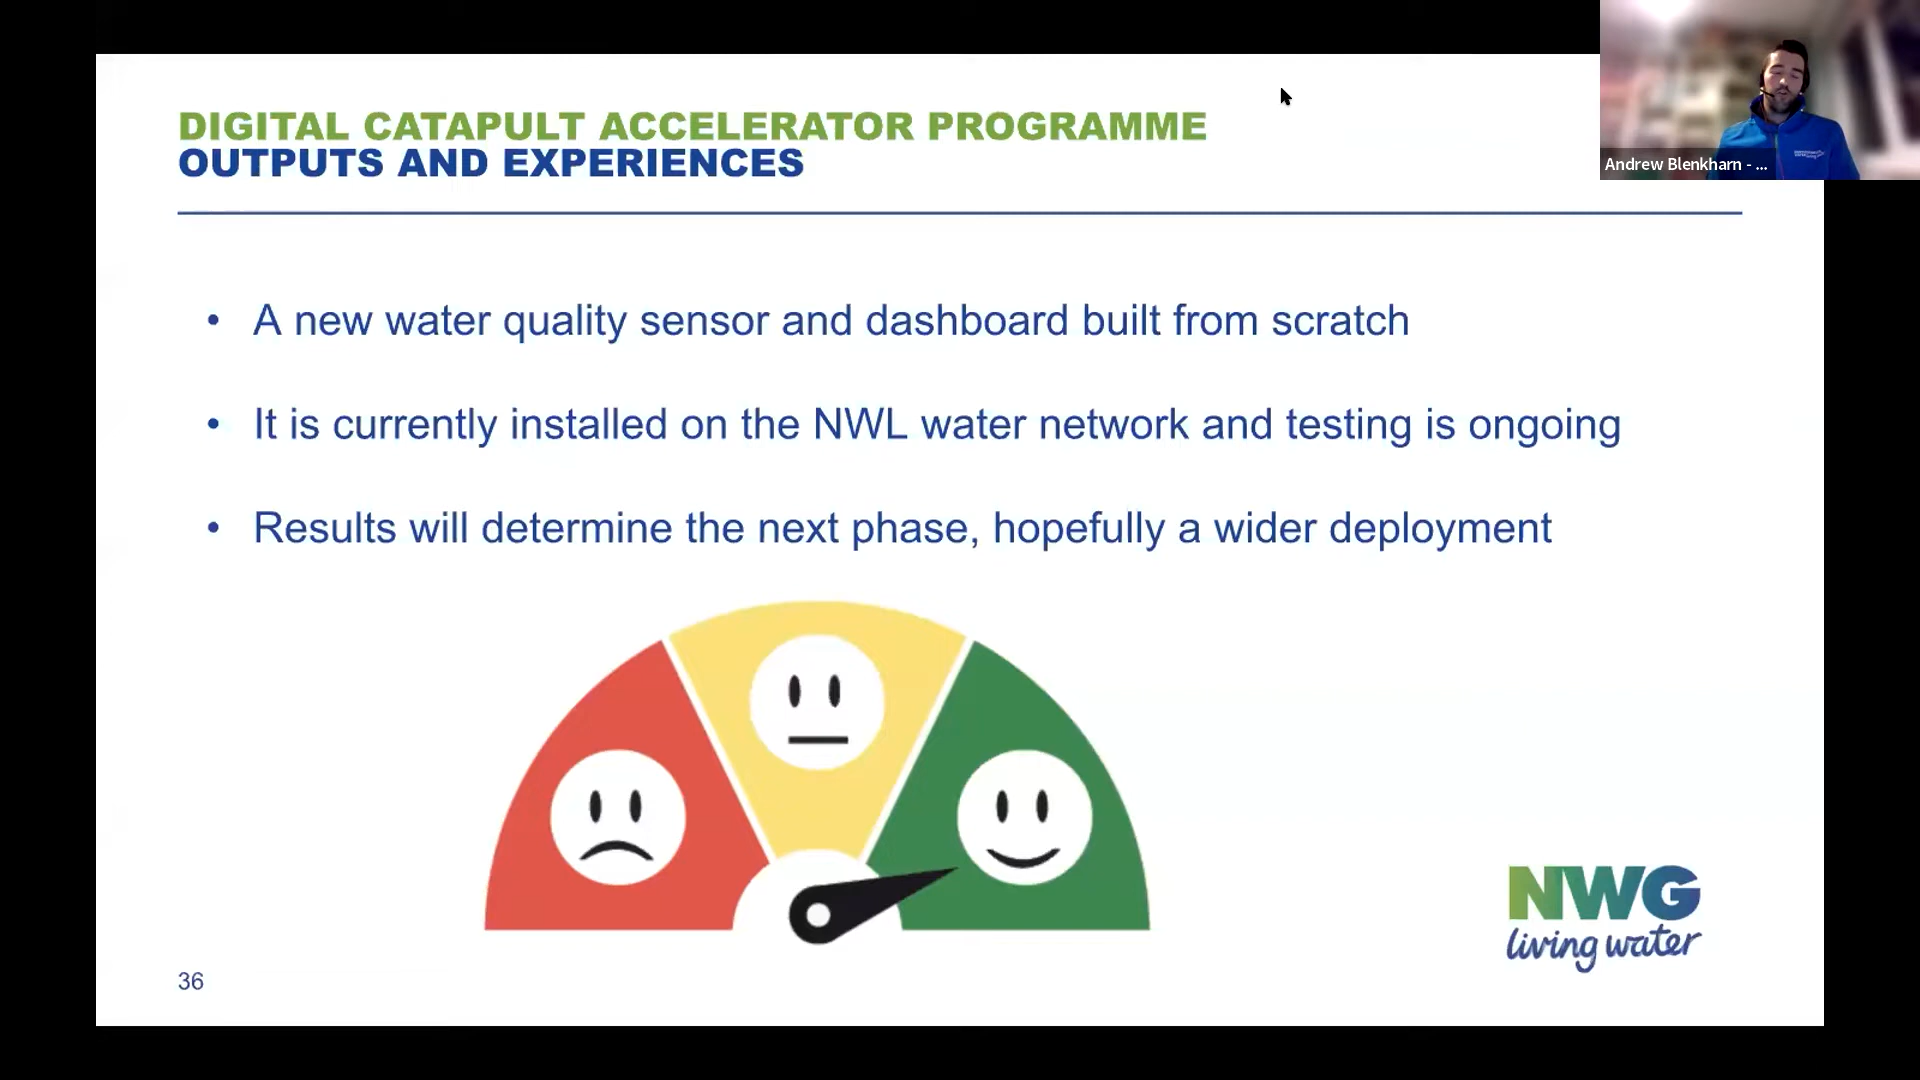 DIGITAL CATAPULT ACCELERATOR PROGRAMME
OUTPUTS AND EXPERIENCES
Andrew Blenkharn - ...
• A new water quality sensor and dashboard built from scratch
• It is currently installed on the NWL water network and testing is ongoing
• Results will determine the next phase, hopefully a wider deployment
NWG
living water
36